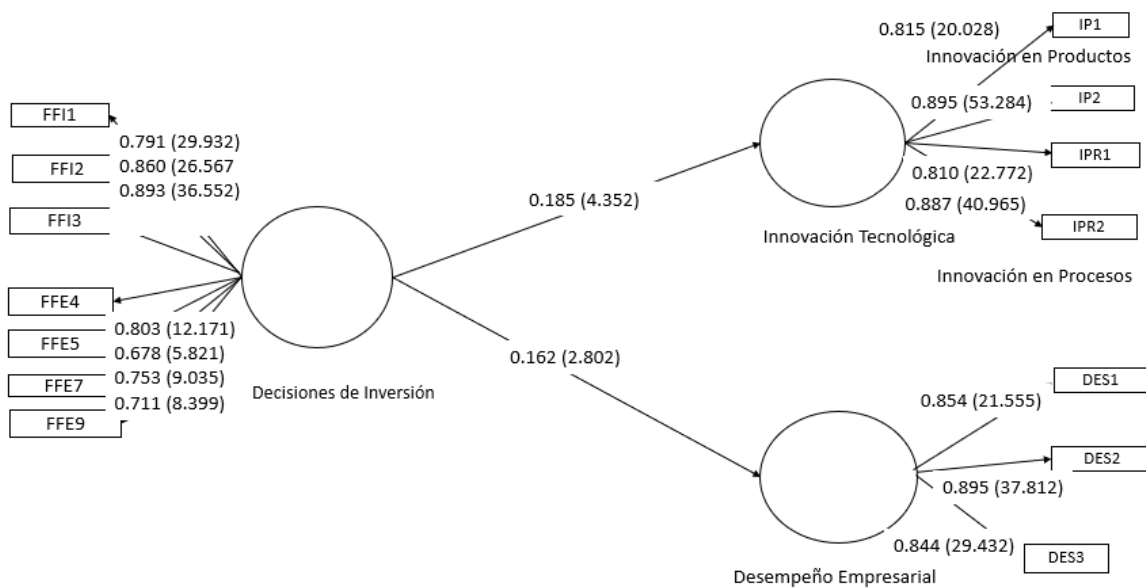 FFI1
0.791 (29.932)
0.860 (26.567
0.893 (36.552)
FFI2
FFI3
FFE4
0.803 (12.171)
FFE5
0.678 (5.821)
0.753 (9.035)
FFE7
0.711 (8.399)
FFE9
Decisiones de Inversión
0.185 (4.352)
0.162 (2.802)
0.815 (20.028)
IP1
Innovación en Productos
0.895 (53.284)
IP2
IPR1
0.810 (22.772)
0.887 (40.965)
IPR2
Innovación Tecnológica
Innovación en Procesos
DES1
0.854 (21.555)
DES2
0.895 (37.812)
0.844 (29.432)
DES3
Desempeño Empresarial